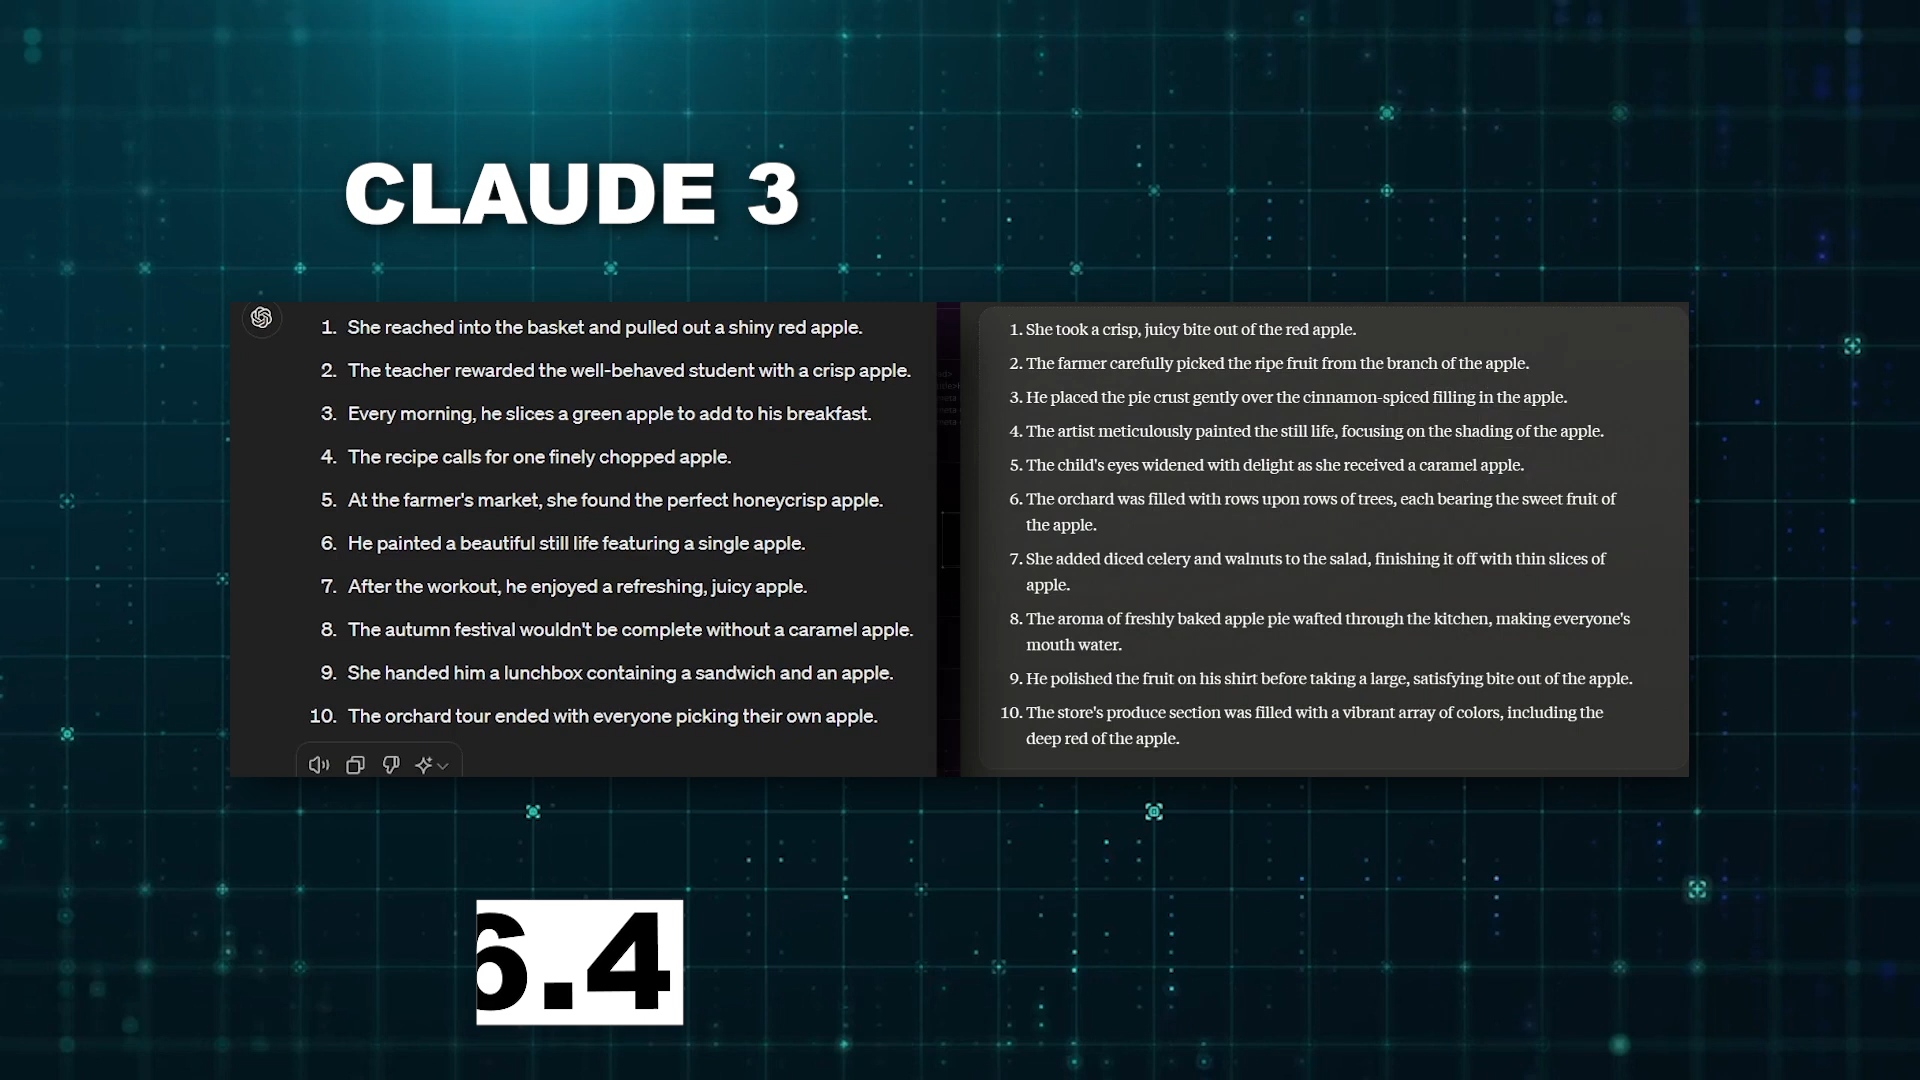 CLAUDE 3
1. She reached into the basket and pulled out a shiny red apple.
2. The teacher rewarded the well-behaved student with a crisp apple.
3. Every morning, he slices a green apple to add to his breakfast.
4. The recipe calls for one finely chopped apple.
5. At the farmer's market, she found the perfect honeycrisp apple.
6. He painted a beautiful still life featuring a single apple.
7. After the workout, he enjoyed a refreshing, juicy apple.
8. The autumn festival wouldn't be complete without a caramel apple.
9. She handed him a lunchbox containing a sandwich and an apple.
10. The orchard tour ended with everyone picking their own apple.
1. She took a crisp, juicy bite out of the red apple.
2. The farmer carefully picked the ripe fruit from the branch of the apple.
3. He placed the pie crust gently over the cinnamon-spiced filling in the apple.
4. The artist meticulously painted the still life, focusing on the shading of the apple.
5. The child's eyes widened with delight as she received a caramel apple.
6. The orchard was filled with rows upon rows of trees, each bearing the sweet fruit of
the apple.
7. She added diced celery and walnuts to the salad, finishing it off with thin slices of
apple.
8. The aroma of freshly baked apple pie wafted through the kitchen, making everyone's
mouth water.
9. He polished the fruit on his shirt before taking a large, satisfying bite out of the apple.
10. The store's produce section was filled with a vibrant array of colors, including the
deep red of the apple.
6.4